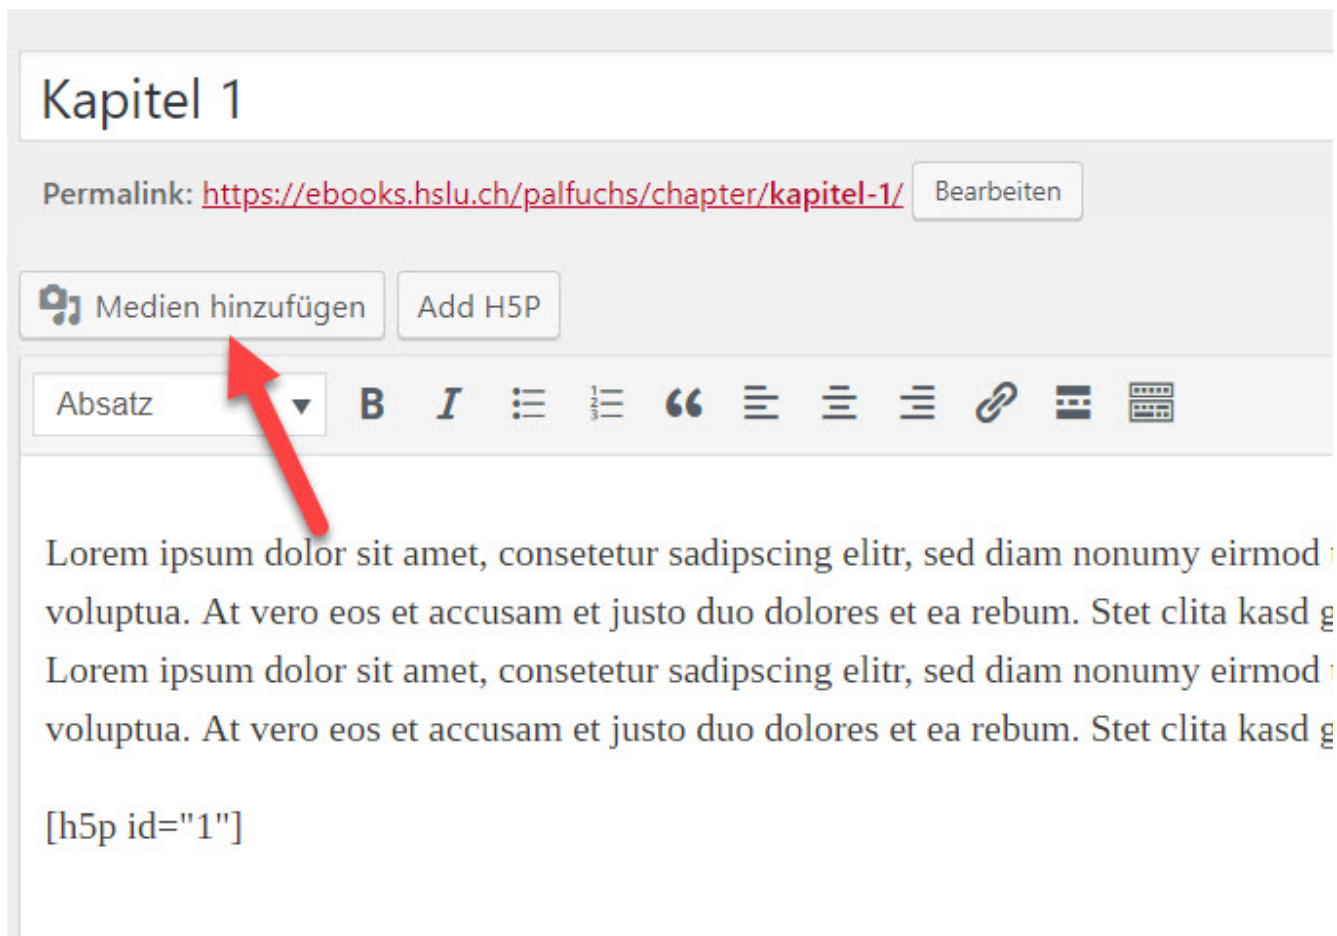 Kapitel 1
Permalink: https://ebooks.hslu.ch/palfuchs/chapter/kapitel-1/ Bearbeiten
Medien hinzufügen Add H5P
Absatz B I
Lorem ipsum dolor sit amet, consetetur sadipscing elitr, sed diam nonumy eirmod
voluptua. At vero eos et accusam et justo duo dolores et ea rebum. Stet clita kasd
Lorem ipsum dolor sit amet, consetetur sadipscing elitr, sed diam nonumy eirmod
voluptua. At vero eos et accusam et justo duo dolores et ea rebum. Stet clita kasd
[h5p id="1"]